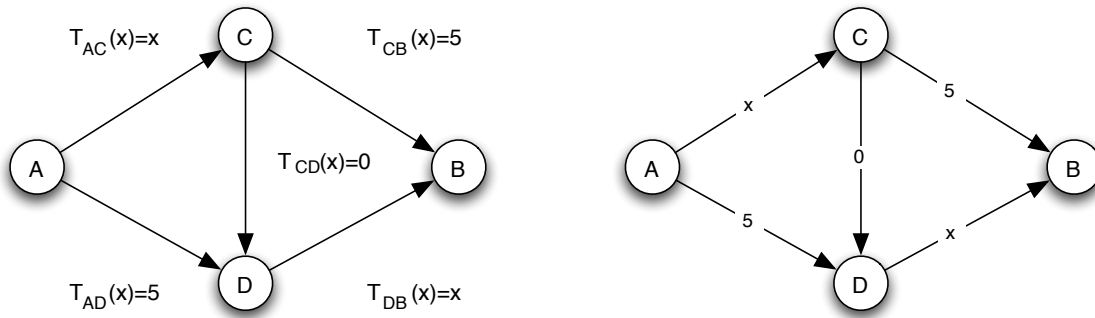 T_AC(x)=x
C
T_CB(x)=5
A
T_CD(x)=0
B
T_AD(x)=5
D
T_DB(x)=x
C
x
5
A
0
B
5
x
D